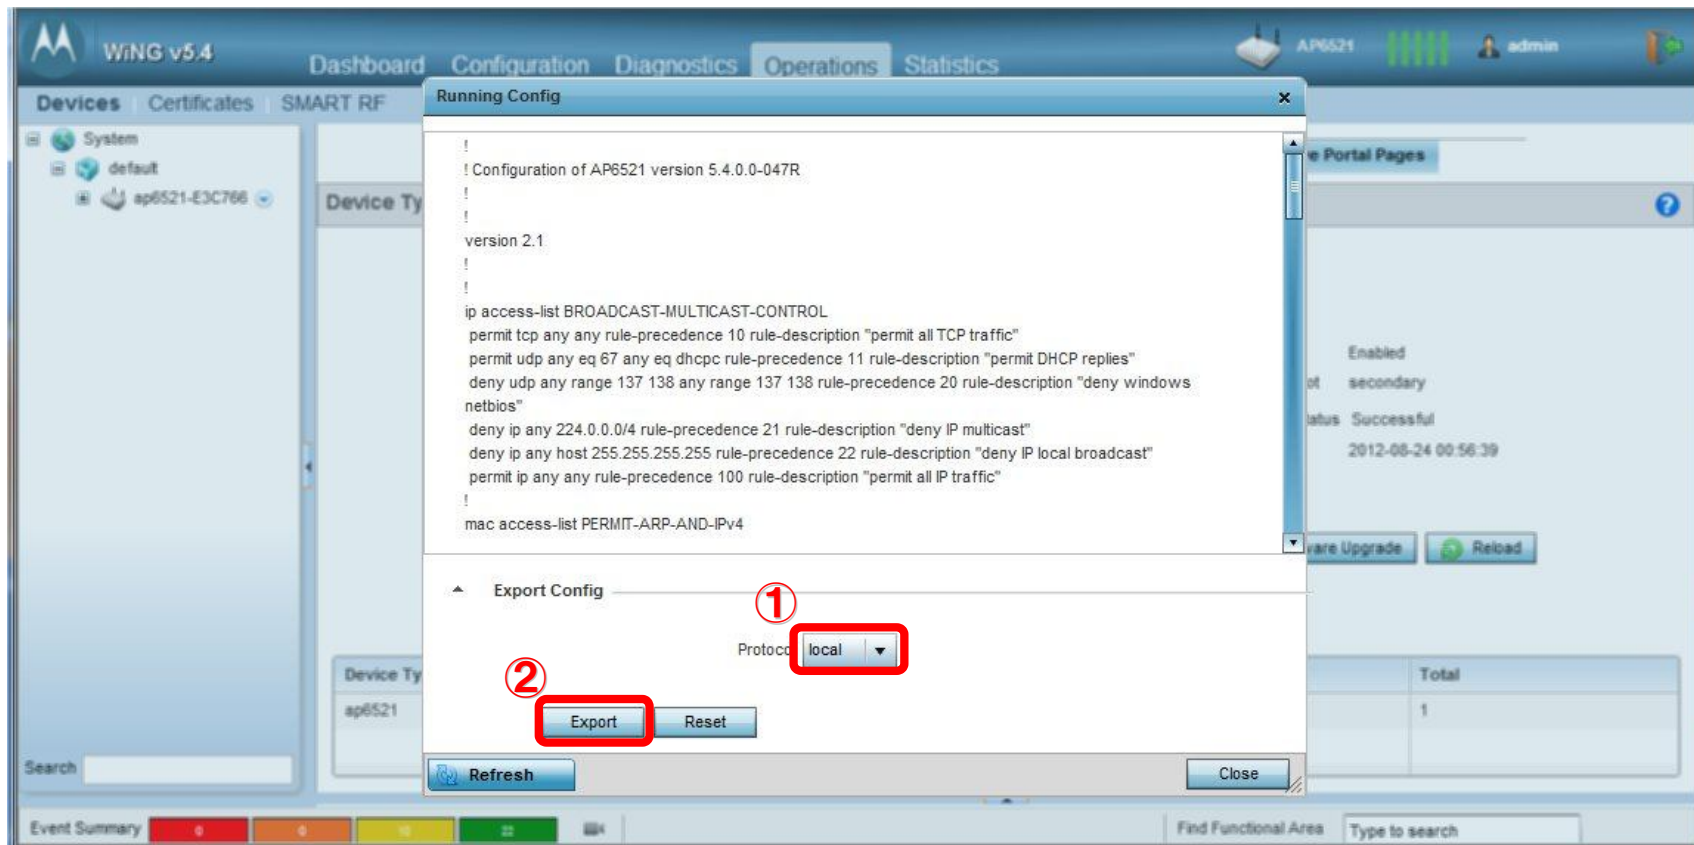 WiNG v5.4
Dashboard Configuration Diagnostics Operations Statistics
AP6521
admin
Devices Certificates SMART RF
Running Config
System
default
ap6521-E3C766
Search
Device Ty
!
! Configuration of AP6521 version 5.4.0.0-047R
!
!
version 2.1
!
!
ip access-list BROADCAST-MULTICAST-CONTROL
permit tcp any any rule-precedence 10 rule-description "permit all TCP traffic"
permit udp any eq 67 any eq dhcpc rule-precedence 11 rule-description "permit DHCP replies"
deny udp any range 137 138 any range 137 138 rule-precedence 20 rule-description "deny windows
netbios"
deny ip any 224.0.0.0/4 rule-precedence 21 rule-description "deny IP multicast"
deny ip any host 255.255.255.255 rule-precedence 22 rule-description "deny IP local broadcast"
permit ip any any rule-precedence 100 rule-description "permit all IP traffic"
!
mac access-list PERMIT-ARP-AND-IPv4
Export Config
①
Protoco local
②
Export Reset
Refresh
Close
e Portal Pages
Enabled
ot secondary
atus Successful
2012-08-24 00:56:39
ware Upgrade Reload
Device Ty Total
ap6521 1
Event Summary 0 0 10 22
Find Functional Area Type to search